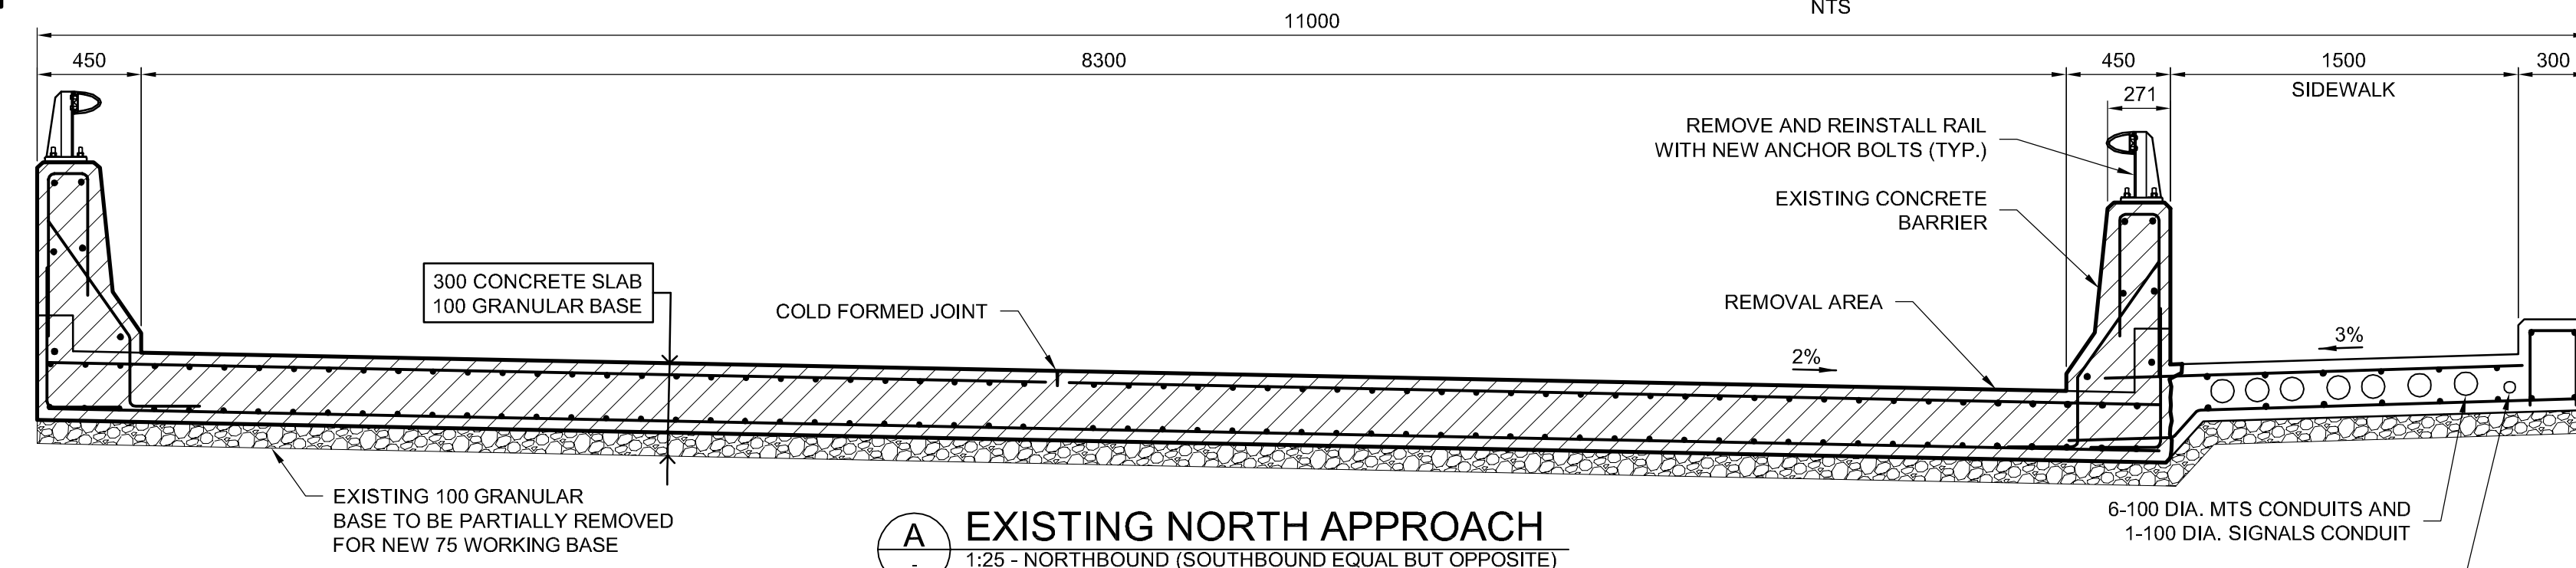 NTS
11000
450
8300
450
1500
300
SIDEWALK
271
REMOVE AND REINSTALL RAIL
WITH NEW ANCHOR BOLTS (TYP.)
EXISTING CONCRETE
BARRIER
300 CONCRETE SLAB
100 GRANULAR BASE
COLD FORMED JOINT
REMOVAL AREA
2%
3%
EXISTING 100 GRANULAR
BASE TO BE PARTIALLY REMOVED
FOR NEW 75 WORKING BASE
6-100 DIA. MTS CONDUITS AND
1-100 DIA. SIGNALS CONDUIT
A
-
EXISTING NORTH APPROACH
1:25 - NORTHBOUND (SOUTHBOUND EQUAL BUT OPPOSITE)